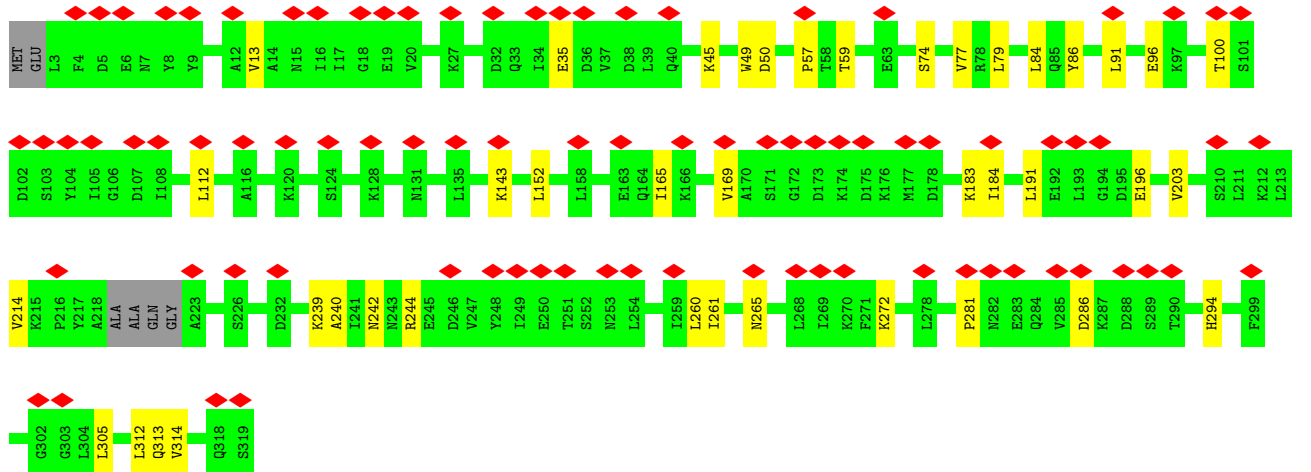 MET GLU L3 F4 D5 E6 N7 Y8 Y9 A12 V13 A14 N15 I16 I17 G18 E19 V20 K27 D32 Q33 I34 E35 D36 V37 D38 L39 Q40 K45 W49 D50 P57 T58 T59 E63 S74 V77 R78 L79 L84 Q85 Y86 L91 E96 K97 T100 S101
D102 S103 Y104 I105 G106 D107 I108 L112 A116 K120 S124 K128 N131 L135 K143 L152 L158 E163 Q164 I165 K166 V169 A170 S171 G172 D173 K174 D175 K176 M177 D178 K183 I184 L191 E192 L193 G194 D195 E196 V203 S210 L211 K212 L213
V214 K215 P216 Y217 A218 ALA ALA GLN GLY A223 S226 D232 K239 A240 I241 N242 N243 R244 E245 D246 V247 Y248 I249 E250 T251 S252 N253 L254 I259 L260 I261 N265 L268 I269 K270 F271 K272 L278 P281 N282 E283 Q284 V285 D286 K287 D288 S289 T290 H294 F299
G302 G303 L304 L305 L312 Q313 V314 Q318 S319